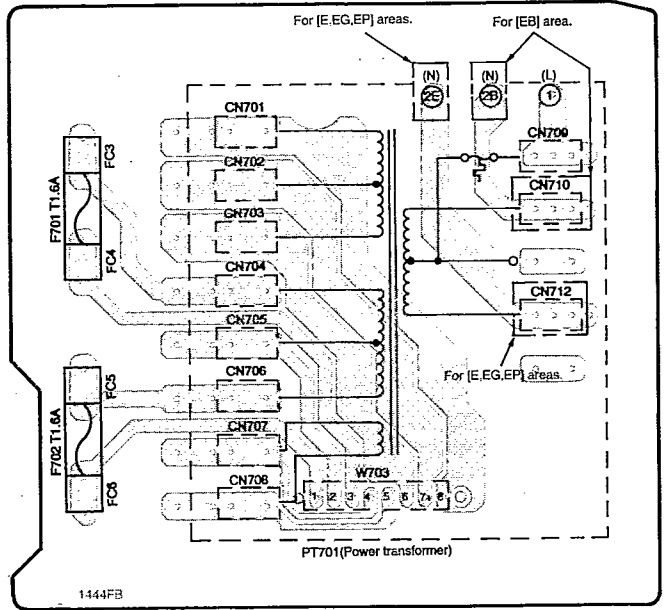 For [E,EG,EP] areas.
For [EB] area.
(N)
(N)
(L)
2E
2B
1
CN701
CN709
CN702
CN710
CN703
CN704
CN705
CN712
CN706
For [E,EG,EP] areas.
CN707
CN708
W703
1 2 3 4 5 6 7 8
FC3
F701 T1.6A
FC4
FC5
F702 T1.6A
FC6
PT701(Power transformer)
1444FB